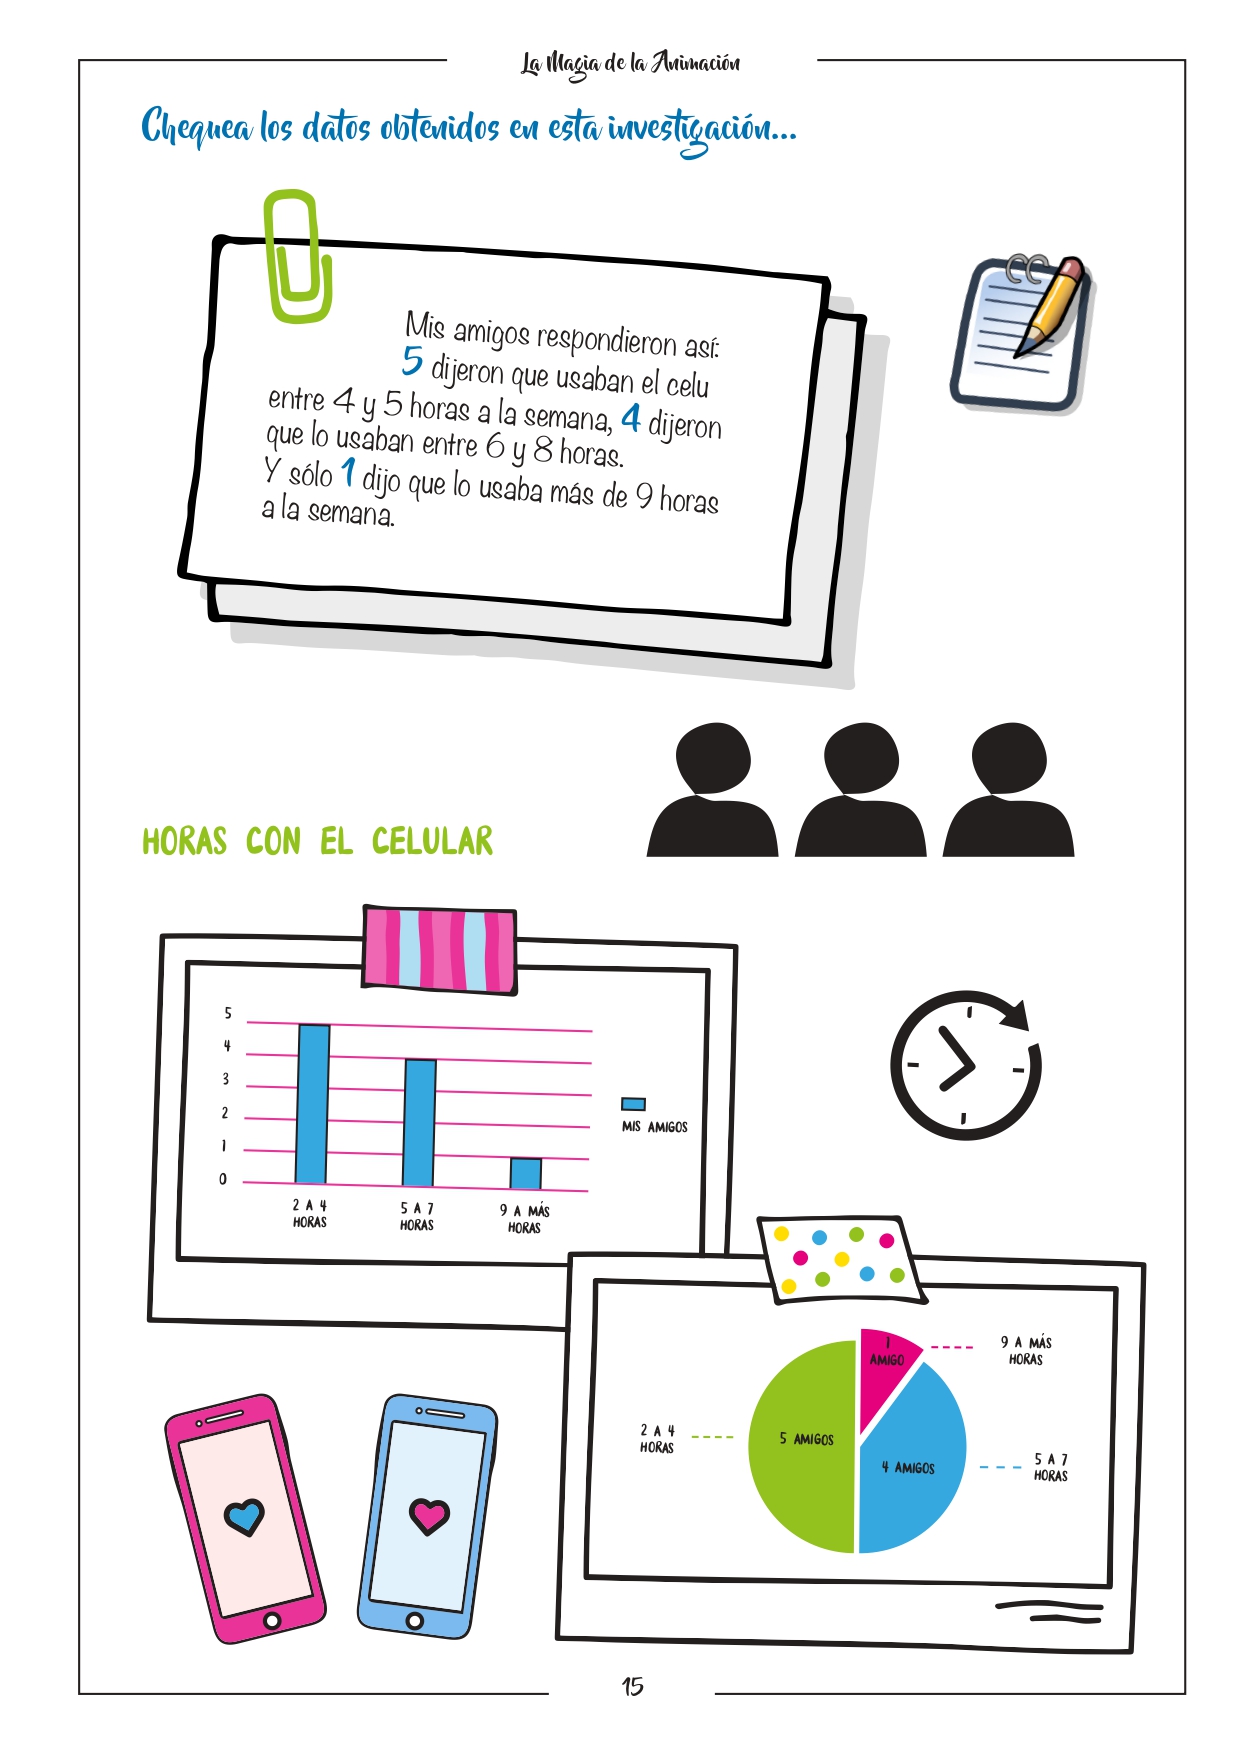 La Magia de la Animación
Chequea los datos obtenidos en esta investigación...
Mis amigos respondieron así:
5 dijeron que usaban el celu
entre 4 y 5 horas a la semana, 4 dijeron
que lo usaban entre 6 y 8 horas.
Y sólo 1 dijo que lo usaba más de 9 horas
a la semana.
HORAS CON EL CELULAR
5
4
3
2
1
0
2 A 4
HORAS
5 A 7
HORAS
9 A MÁS
HORAS
MIS AMIGOS
1
AMIGO
9 A MÁS
HORAS
2 A 4
HORAS
5 AMIGOS
4 AMIGOS
5 A 7
HORAS
15